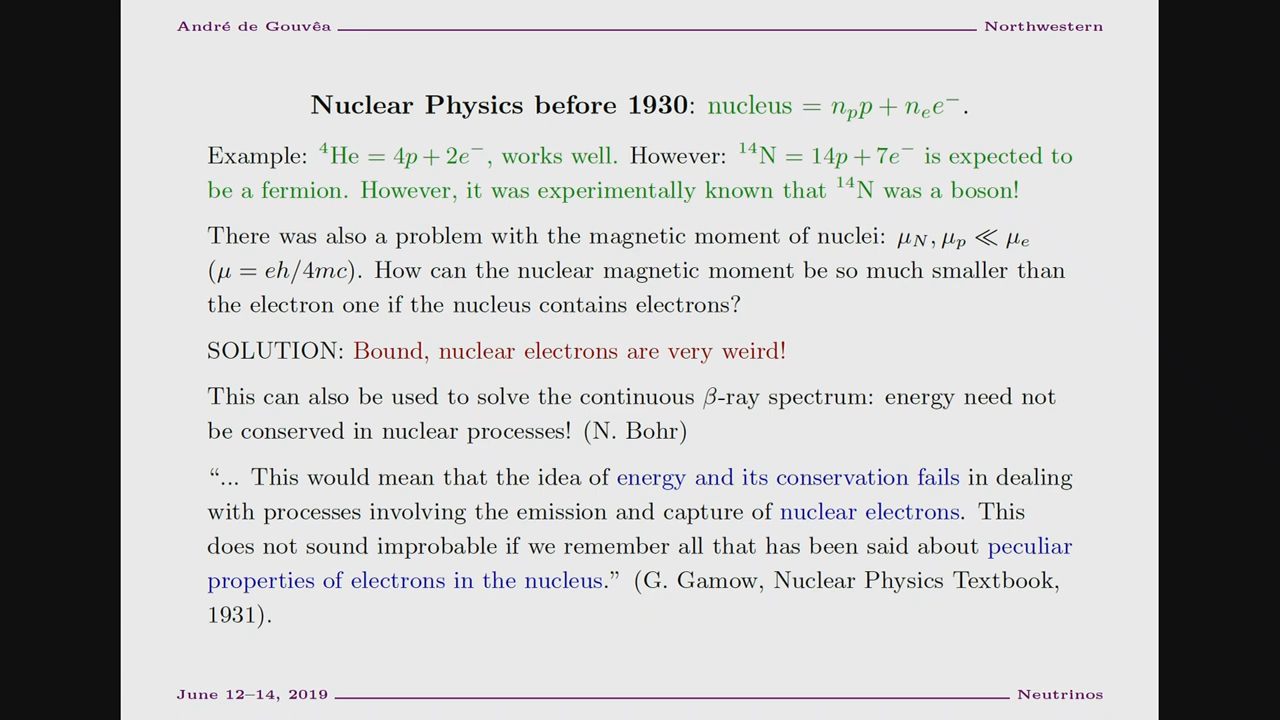 André de Gouvêa Northwestern
Nuclear Physics before 1930: nucleus = nₚp + nₑe⁻.
Example: ⁴He = 4p + 2e⁻, works well. However: ¹⁴N = 14p + 7e⁻ is expected to
be a fermion. However, it was experimentally known that ¹⁴N was a boson!
There was also a problem with the magnetic moment of nuclei: μ_N, μₚ ≪ μₑ
(μ = eh/4mc). How can the nuclear magnetic moment be so much smaller than
the electron one if the nucleus contains electrons?
SOLUTION: Bound, nuclear electrons are very weird!
This can also be used to solve the continuous β-ray spectrum: energy need not
be conserved in nuclear processes! (N. Bohr)
“... This would mean that the idea of energy and its conservation fails in dealing
with processes involving the emission and capture of nuclear electrons. This
does not sound improbable if we remember all that has been said about peculiar
properties of electrons in the nucleus.” (G. Gamow, Nuclear Physics Textbook,
1931).
June 12–14, 2019 Neutrinos